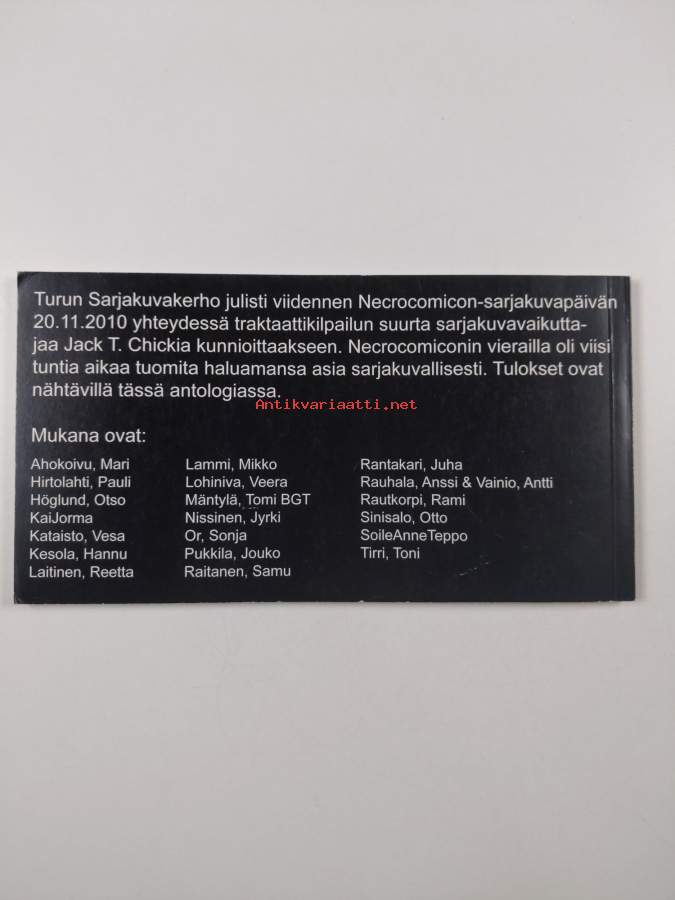 Turun Sarjakuvakerho julisti viidennen Necrocomicon-sarjakuvapäivän
20.11.2010 yhteydessä traktaattikilpailun suurta sarjakuvavaikutta-
jaa Jack T. Chickia kunnioittaakseen. Necrocomiconin vierailla oli viisi
tuntia aikaa tuomita haluamansa asia sarjakuvallisesti. Tulokset ovat
nähtävillä tässä antologiassa.
Antikvariaatti.net
Mukana ovat:
Ahokoivu, Mari
Hirtolahti, Pauli
Höglund, Otso
KaiJorma
Kataisto, Vesa
Kesola, Hannu
Laitinen, Reetta
Lammi, Mikko
Lohiniva, Veera
Mäntylä, Tomi BGT
Nissinen, Jyrki
Or, Sonja
Pukkila, Jouko
Raitanen, Samu
Rantakari, Juha
Rauhala, Anssi & Vainio, Antti
Rautkorpi, Rami
Sinisalo, Otto
SoileAnneTeppo
Tirri, Toni